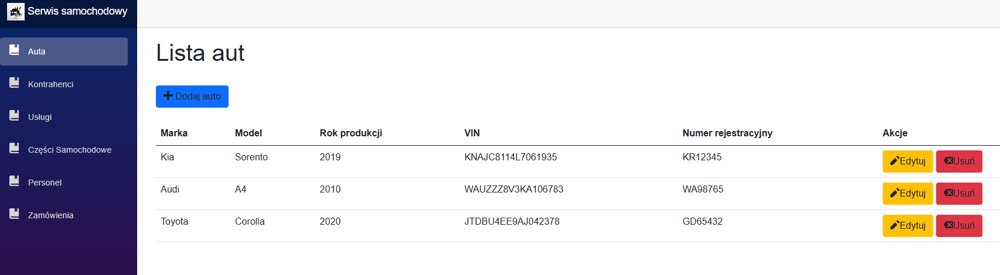 Serwis samochodowy
Auta
Kontrahenci
Usługi
Części Samochodowe
Personel
Zamówienia
Lista aut
Dodaj auto
Marka Model Rok produkcji VIN Numer rejestracyjny Akcje
Kia Sorento 2019 KNAJC8114L7061935 KR12345 Edytuj Usuń
Audi A4 2010 WAUZZZ8V3KA106783 WA98765 Edytuj Usuń
Toyota Corolla 2020 JTDBU4EE9AJ042378 GD65432 Edytuj Usuń